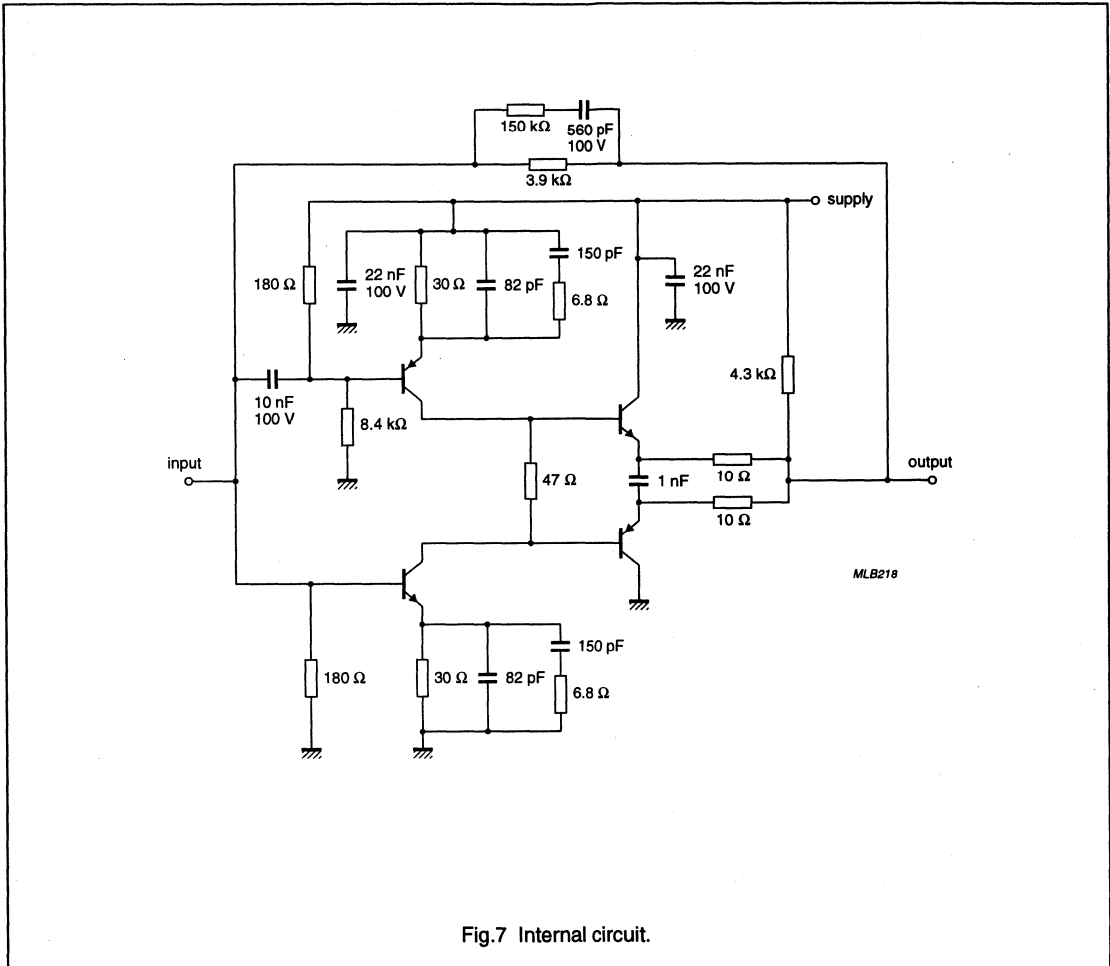 150 kΩ
560 pF
100 V
3.9 kΩ
supply
180 Ω
22 nF
100 V
30 Ω
82 pF
150 pF
6.8 Ω
22 nF
100 V
4.3 kΩ
10 nF
100 V
8.4 kΩ
input
47 Ω
10 Ω
1 nF
10 Ω
output
MLB218
180 Ω
30 Ω
82 pF
150 pF
6.8 Ω
Fig.7 Internal circuit.